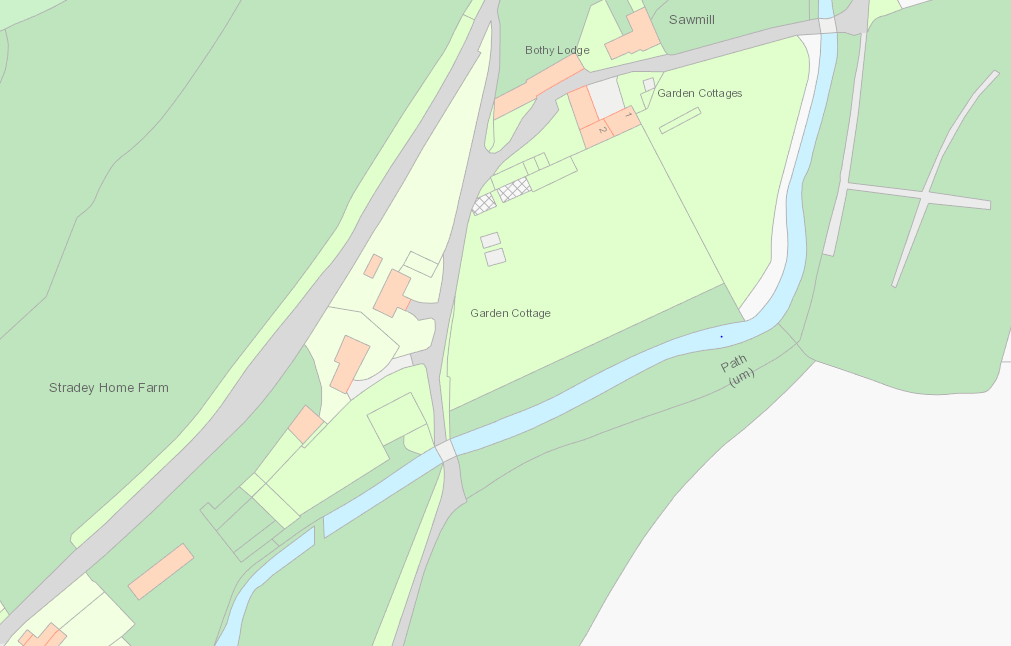 Sawmill
Bothy Lodge
Garden Cottages
1
2
Garden Cottage
Path
(um)
Stradey Home Farm